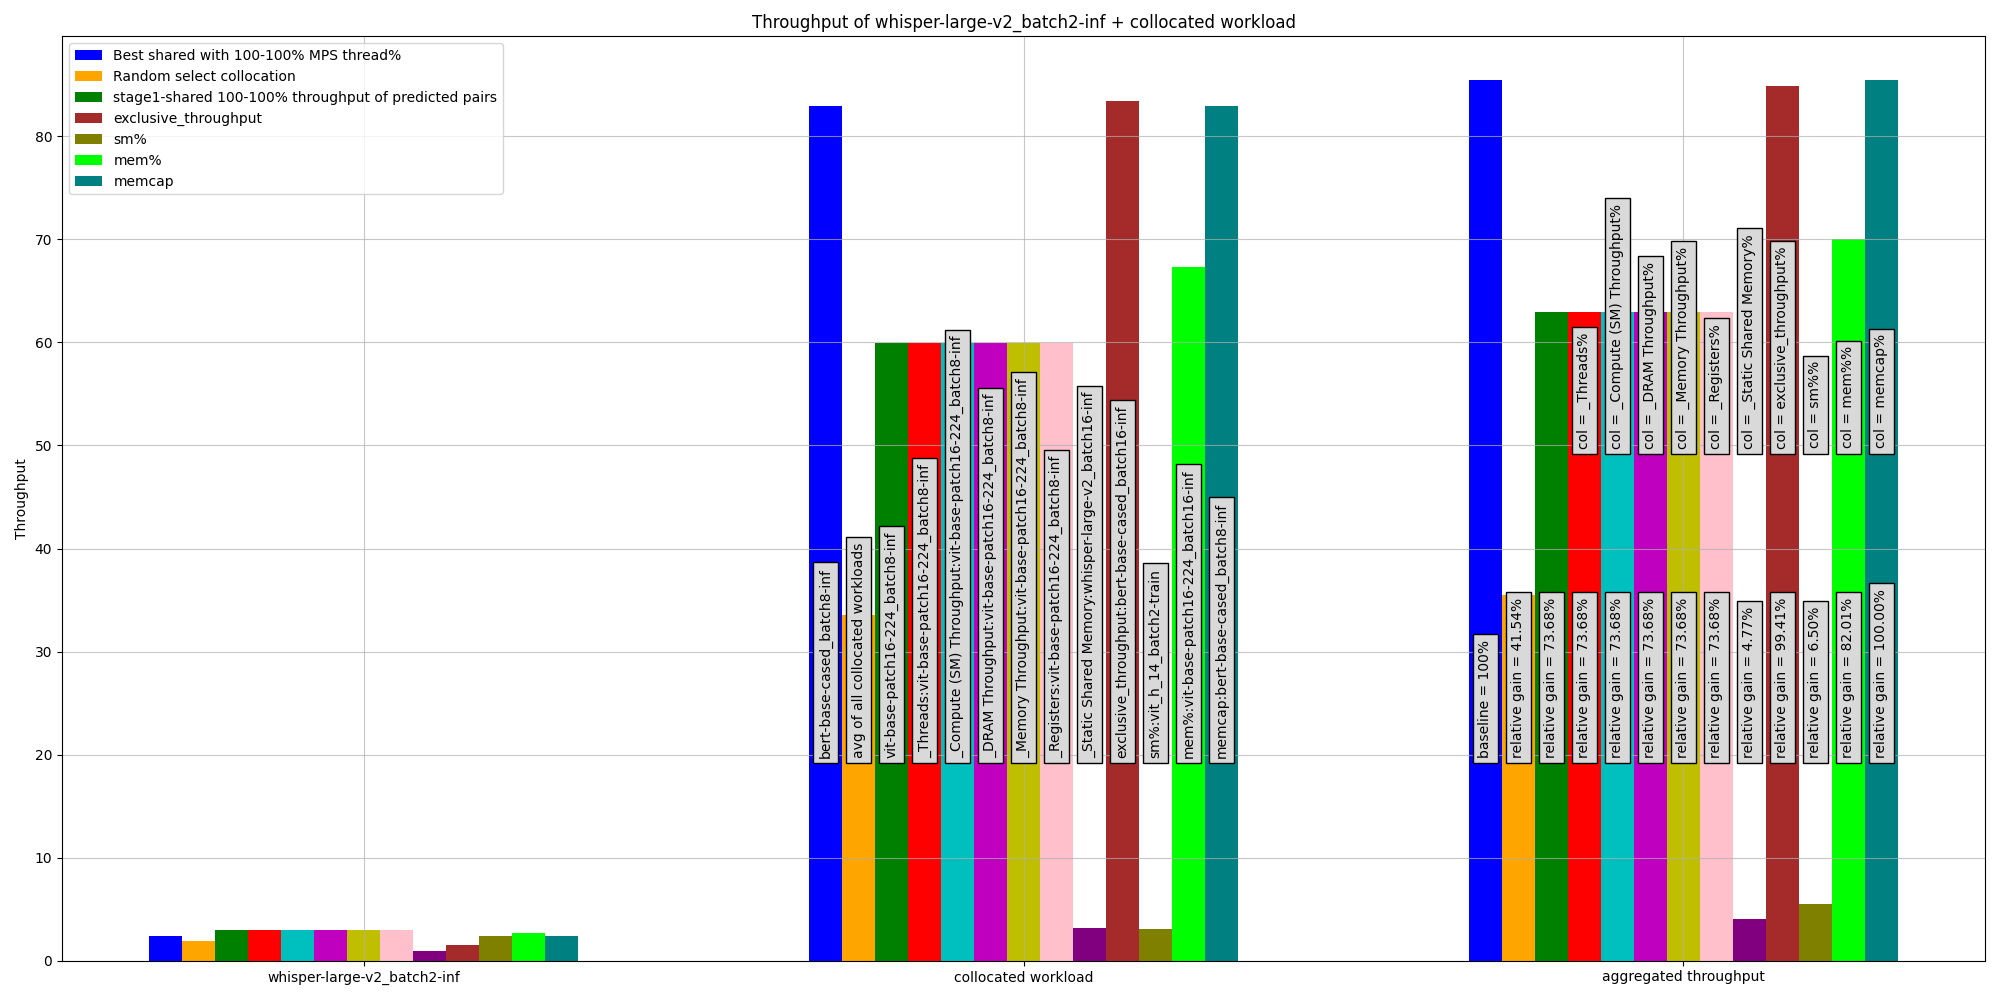 Throughput of whisper-large-v2_batch2-inf + collocated workload
Best shared with 100-100% MPS thread%
Random select collocation
stage1-shared 100-100% throughput of predicted pairs
exclusive_throughput
sm%
mem%
memcap
Throughput
80
70
60
50
40
30
20
10
0
bert-base-cased_batch8-inf
avg of all collocated workloads
vit-base-patch16-224_batch8-inf
_Threads:vit-base-patch16-224_batch8-inf
_Compute (SM) Throughput:vit-base-patch16-224_batch8-inf
_DRAM Throughput:vit-base-patch16-224_batch8-inf
_Memory Throughput:vit-base-patch16-224_batch8-inf
_Registers:vit-base-patch16-224_batch8-inf
_Static Shared Memory:whisper-large-v2_batch16-inf
exclusive_throughput:bert-base-cased_batch16-inf
sm%:vit_h_14_batch2-train
mem%:vit-base-patch16-224_batch16-inf
memcap:bert-base-cased_batch8-inf
col = _Threads%
col = _Compute (SM) Throughput%
col = _DRAM Throughput%
col = _Memory Throughput%
col = _Registers%
col = _Static Shared Memory%
col = exclusive_throughput%
col = sm%%
col = mem%%
col = memcap%
baseline = 100%
relative gain = 41.54%
relative gain = 73.68%
relative gain = 73.68%
relative gain = 73.68%
relative gain = 73.68%
relative gain = 73.68%
relative gain = 73.68%
relative gain = 4.77%
relative gain = 99.41%
relative gain = 6.50%
relative gain = 82.01%
relative gain = 100.00%
whisper-large-v2_batch2-inf
collocated workload
aggregated throughput